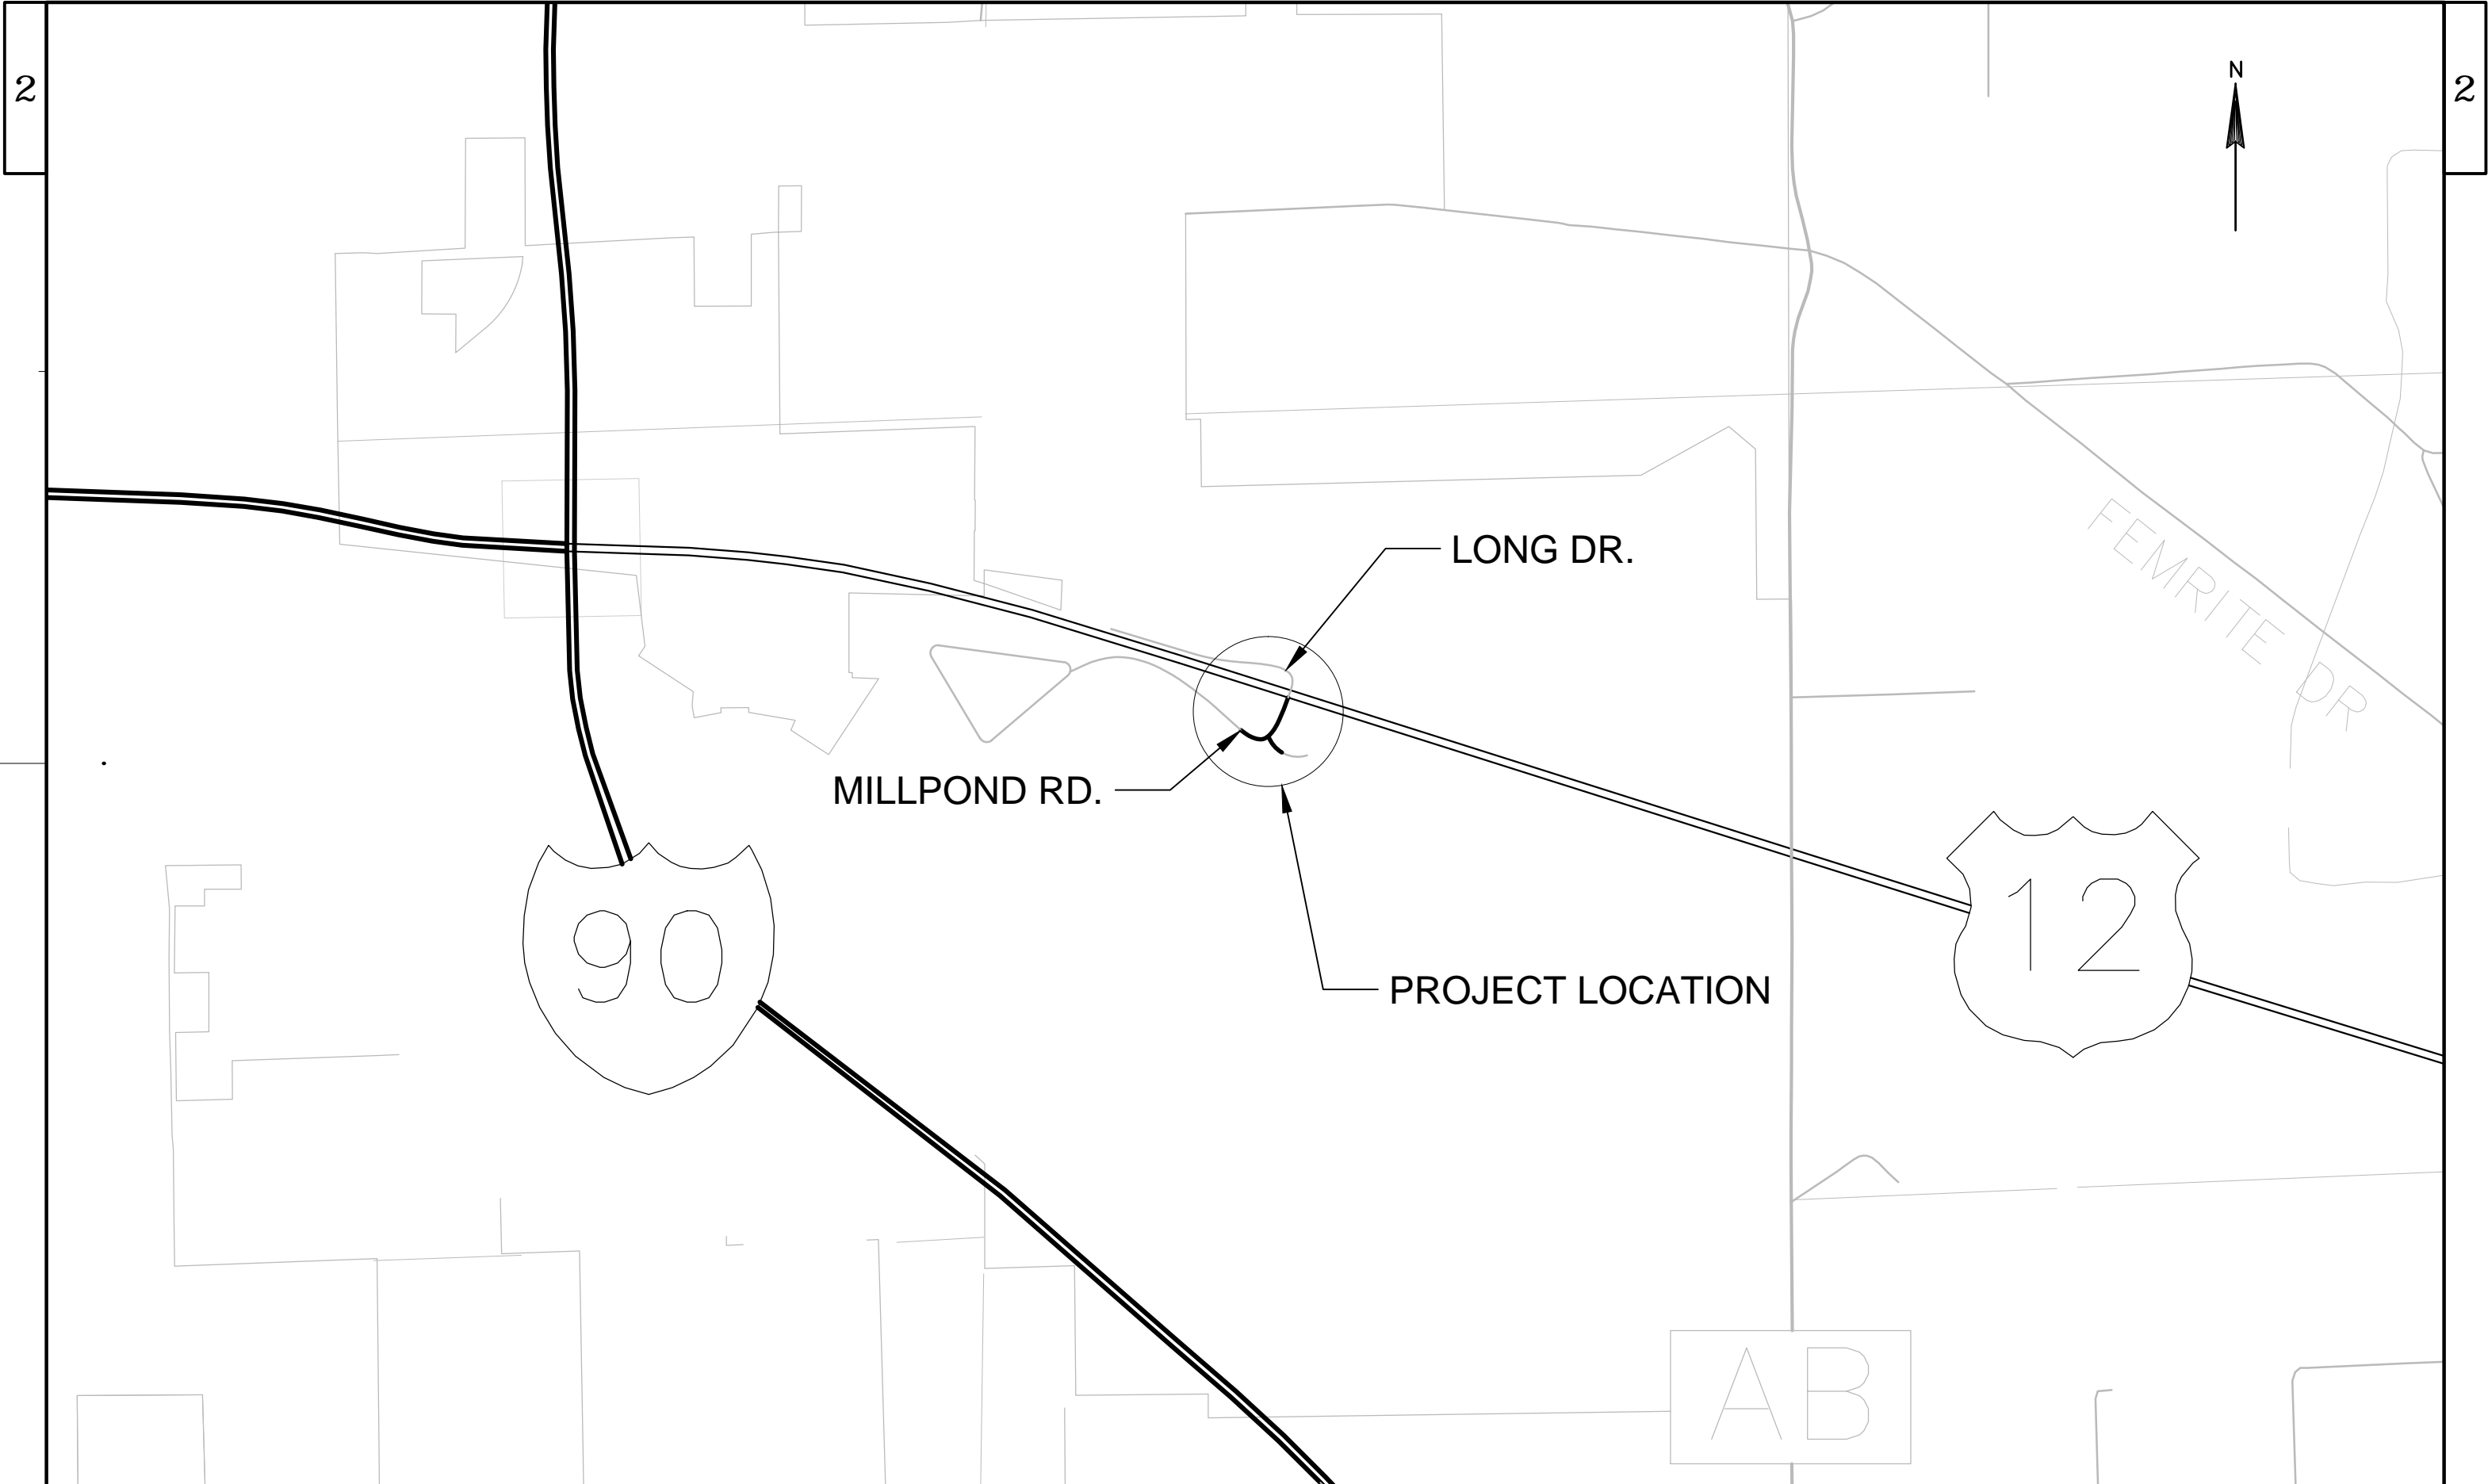 2
2
N
LONG DR.
FEMRITE DR
MILLPOND RD.
12
90
PROJECT LOCATION
AB